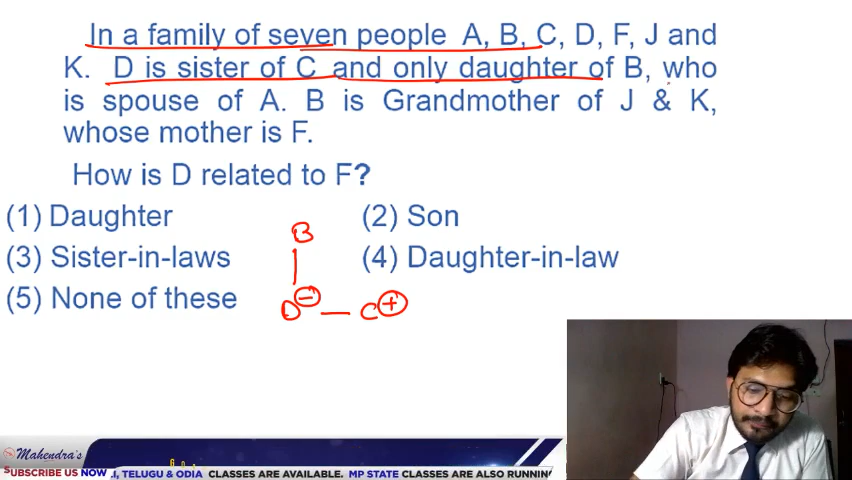 In a family of seven people A, B, C, D, F, J and
K. D is sister of C and only daughter of B, who
is spouse of A. B is Grandmother of J & K,
whose mother is F.
How is D related to F?
(1) Daughter (2) Son
(3) Sister-in-laws (4) Daughter-in-law
(5) None of these
B
D − — C +
Mahendra's
SUBSCRIBE US NOW I, TELUGU & ODIA CLASSES ARE AVAILABLE. MP STATE CLASSES ARE ALSO RUNNING